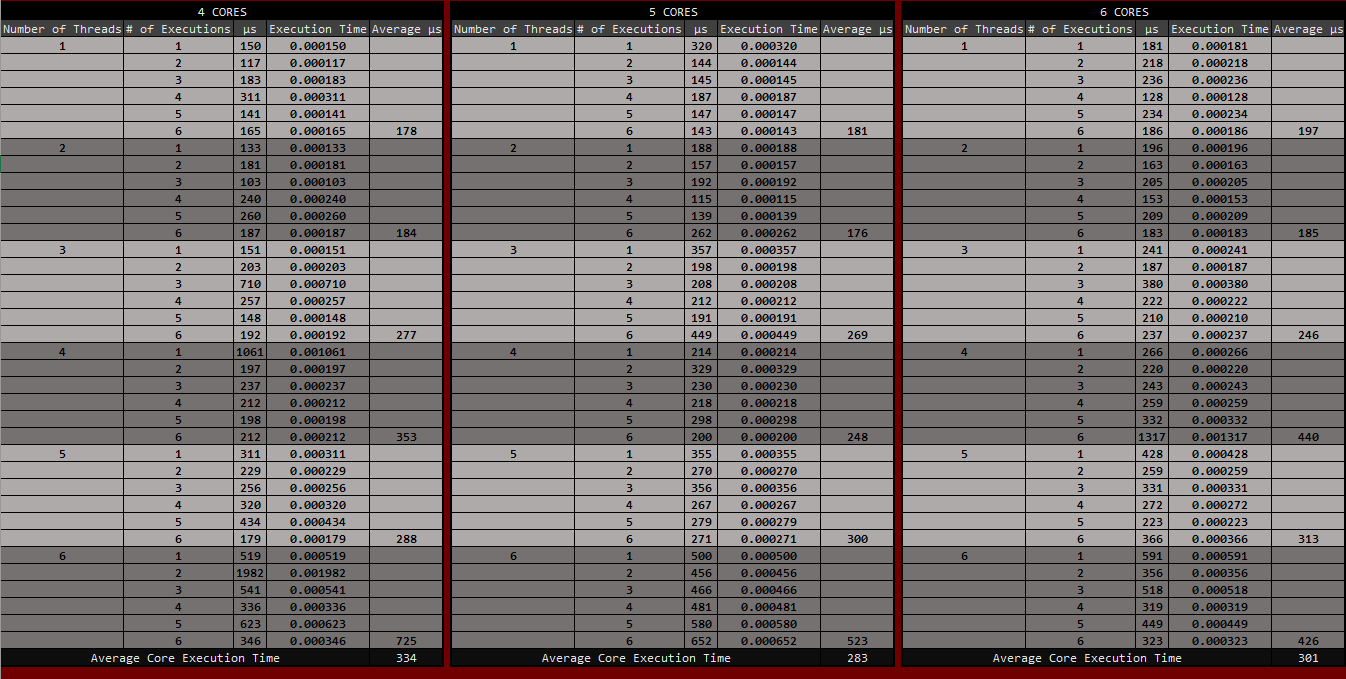 4 CORES 5 CORES 6 CORES
Number of Threads # of Executions µs Execution Time Average µs Number of Threads # of Executions µs Execution Time Average µs Number of Threads # of Executions µs Execution Time Average µs
1 1 150 0.000150 1 1 320 0.000320 1 1 181 0.000181
2 117 0.000117 2 144 0.000144 2 218 0.000218
3 183 0.000183 3 145 0.000145 3 236 0.000236
4 311 0.000311 4 187 0.000187 4 128 0.000128
5 141 0.000141 5 147 0.000147 5 234 0.000234
6 165 0.000165 178 6 143 0.000143 181 6 186 0.000186 197
2 1 133 0.000133 2 1 188 0.000188 2 1 196 0.000196
2 181 0.000181 2 157 0.000157 2 163 0.000163
3 103 0.000103 3 192 0.000192 3 205 0.000205
4 240 0.000240 4 115 0.000115 4 153 0.000153
5 260 0.000260 5 139 0.000139 5 209 0.000209
6 187 0.000187 184 6 262 0.000262 176 6 183 0.000183 185
3 1 151 0.000151 3 1 357 0.000357 3 1 241 0.000241
2 203 0.000203 2 198 0.000198 2 187 0.000187
3 710 0.000710 3 208 0.000208 3 380 0.000380
4 257 0.000257 4 212 0.000212 4 222 0.000222
5 148 0.000148 5 191 0.000191 5 210 0.000210
6 192 0.000192 277 6 449 0.000449 269 6 237 0.000237 246
4 1 1061 0.001061 4 1 214 0.000214 4 1 266 0.000266
2 197 0.000197 2 329 0.000329 2 220 0.000220
3 237 0.000237 3 230 0.000230 3 243 0.000243
4 212 0.000212 4 218 0.000218 4 259 0.000259
5 198 0.000198 5 298 0.000298 5 332 0.000332
6 212 0.000212 353 6 200 0.000200 248 6 1317 0.001317 440
5 1 311 0.000311 5 1 355 0.000355 5 1 428 0.000428
2 229 0.000229 2 270 0.000270 2 259 0.000259
3 256 0.000256 3 356 0.000356 3 331 0.000331
4 320 0.000320 4 267 0.000267 4 272 0.000272
5 434 0.000434 5 279 0.000279 5 223 0.000223
6 179 0.000179 288 6 271 0.000271 300 6 366 0.000366 313
6 1 519 0.000519 6 1 500 0.000500 6 1 591 0.000591
2 1982 0.001982 2 456 0.000456 2 356 0.000356
3 541 0.000541 3 466 0.000466 3 518 0.000518
4 336 0.000336 4 481 0.000481 4 319 0.000319
5 623 0.000623 5 580 0.000580 5 449 0.000449
6 346 0.000346 725 6 652 0.000652 523 6 323 0.000323 426
Average Core Execution Time 334 Average Core Execution Time 283 Average Core Execution Time 301